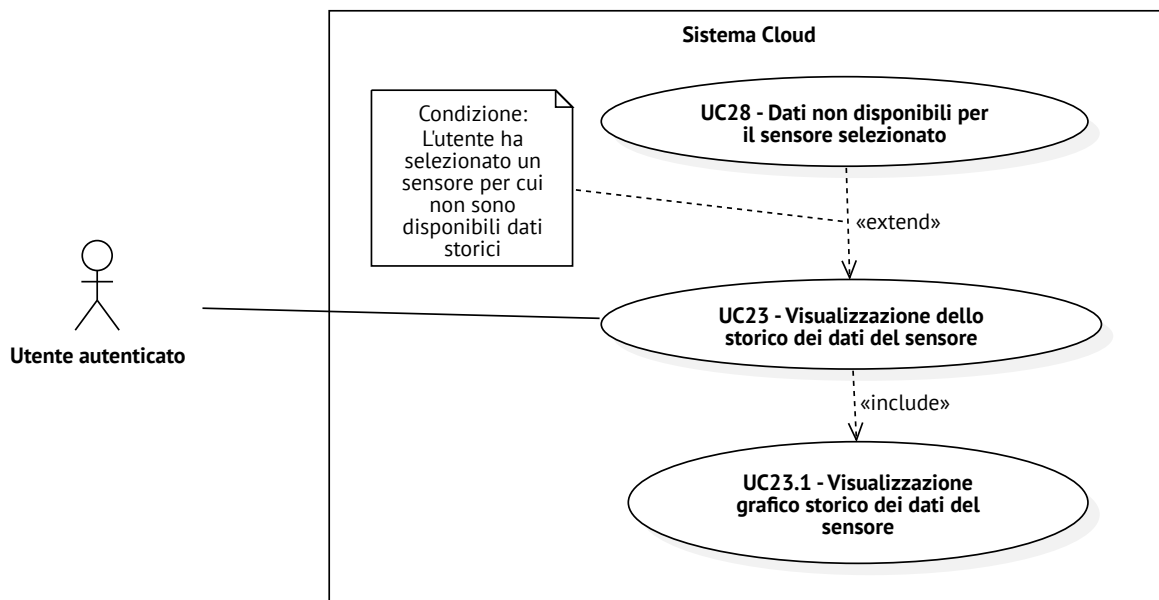 Sistema Cloud
UC28 - Dati non disponibili per
il sensore selezionato
Condizione:
L'utente ha
selezionato un
sensore per cui
non sono
disponibili dati
storici
«extend»
UC23 - Visualizzazione dello
storico dei dati del sensore
Utente autenticato
«include»
UC23.1 - Visualizzazione
grafico storico dei dati del
sensore